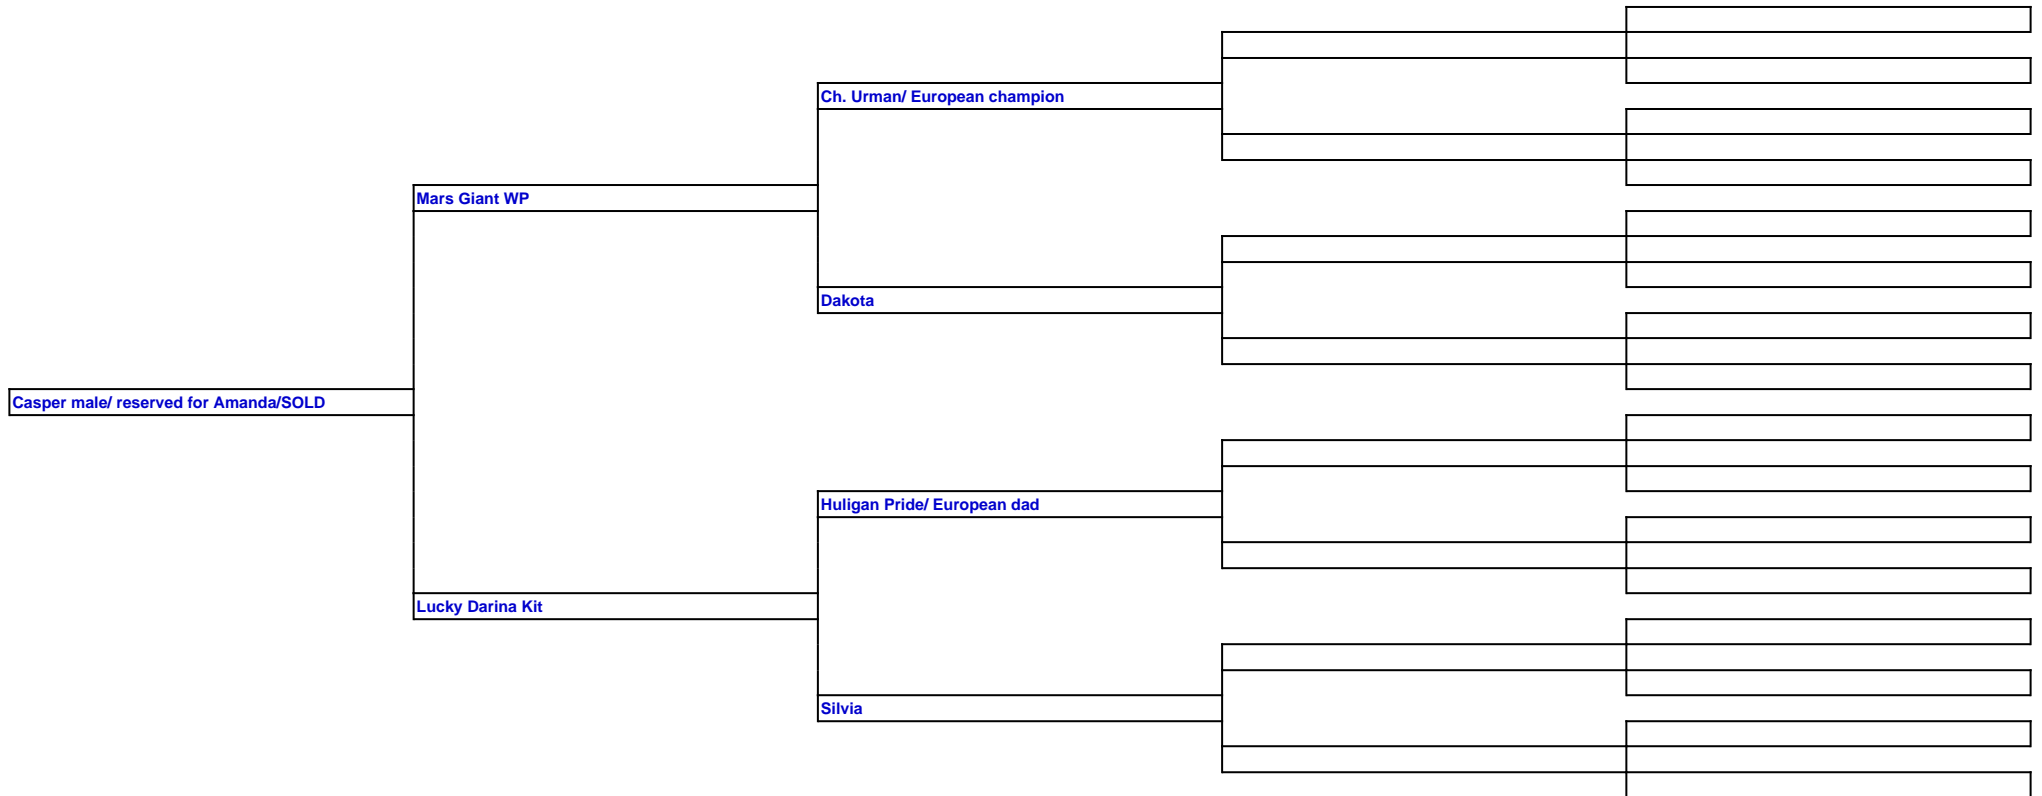 Ch. Urman/ European champion
Mars Giant WP
Dakota
Casper male/ reserved for Amanda/SOLD
Huligan Pride/ European dad
Lucky Darina Kit
Silvia